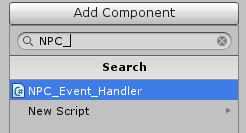 Add Component
NPC_
Search
NPC_Event_Handler
New Script